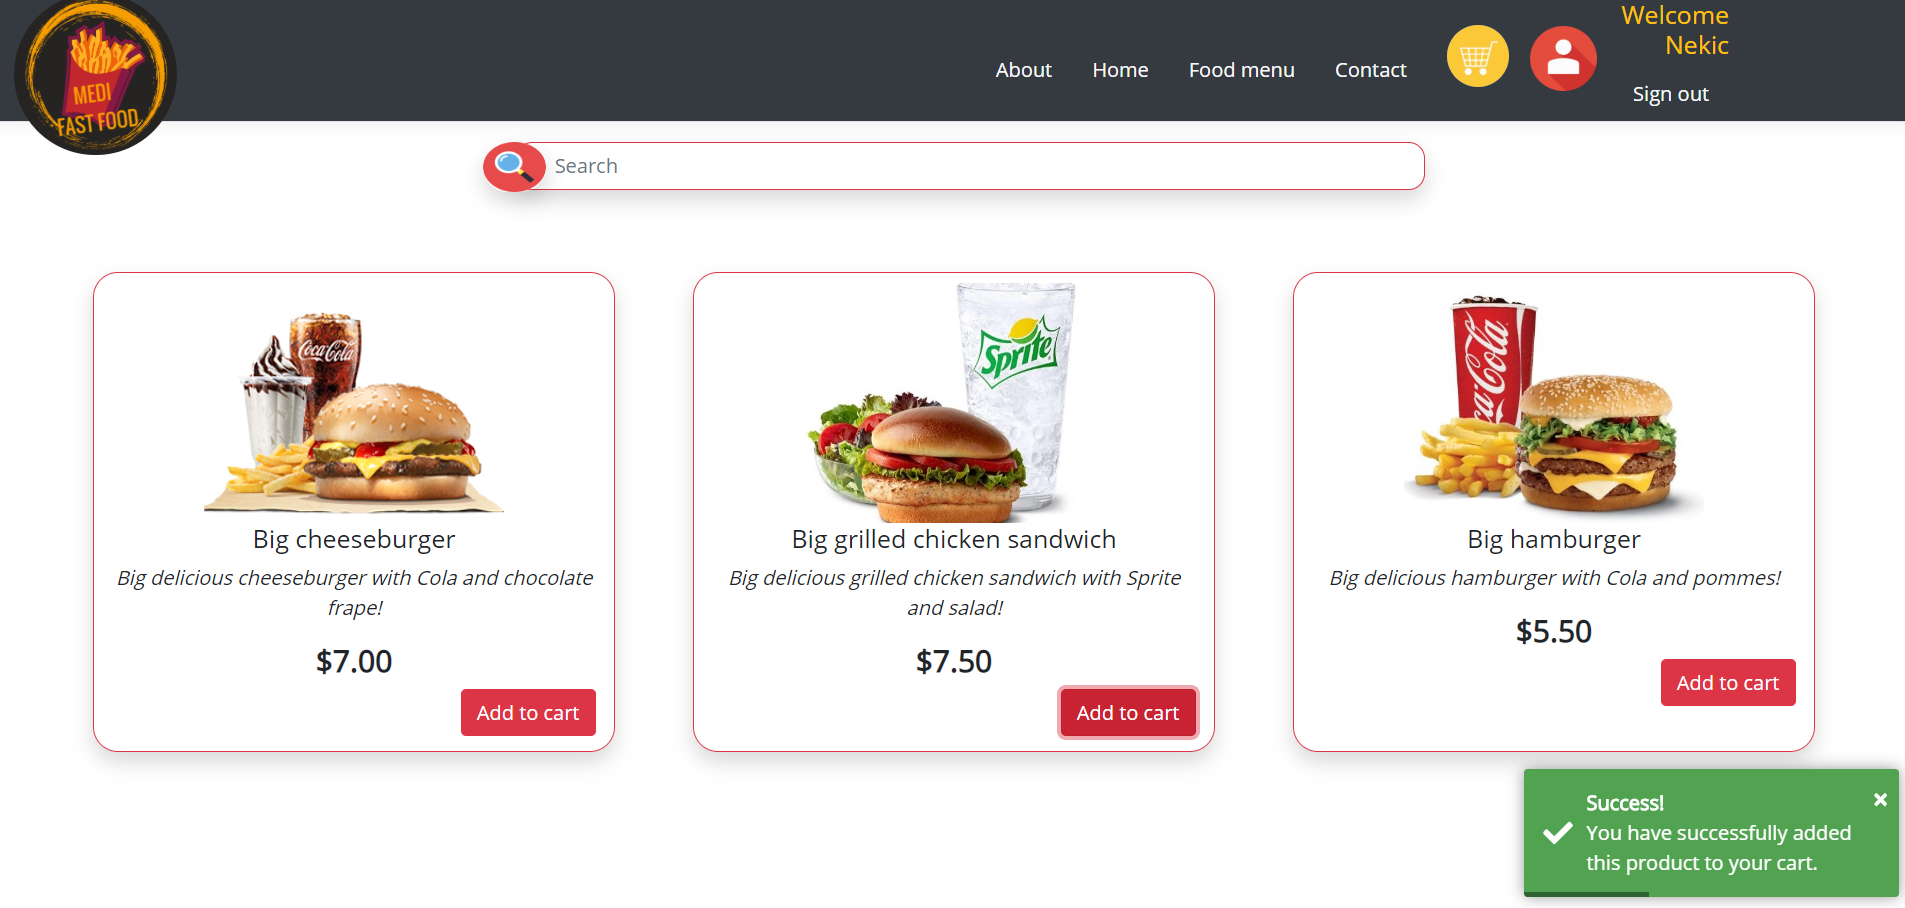 MEDI
FAST FOOD
About
Home
Food menu
Contact
Welcome
Nekic
Sign out
Search
Coca-Cola
Big cheeseburger
Big delicious cheeseburger with Cola and chocolate
frape!
$7.00
Add to cart
Sprite
Big grilled chicken sandwich
Big delicious grilled chicken sandwich with Sprite
and salad!
$7.50
Add to cart
Coca-Cola
Big hamburger
Big delicious hamburger with Cola and pommes!
$5.50
Add to cart
Success!
×
You have successfully added
this product to your cart.